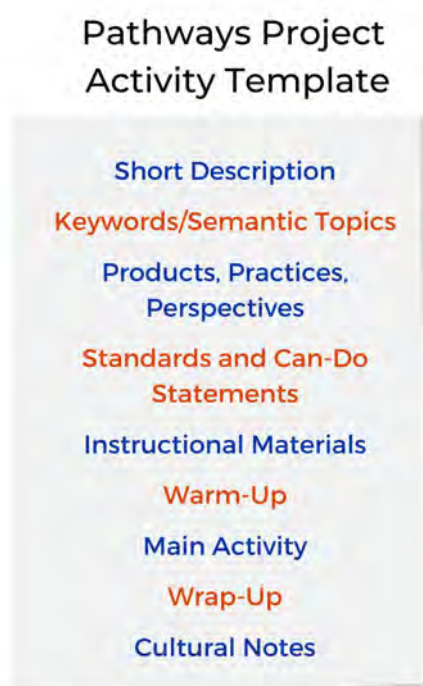 Pathways Project
Activity Template
Short Description
Keywords/Semantic Topics
Products, Practices,
Perspectives
Standards and Can-Do
Statements
Instructional Materials
Warm-Up
Main Activity
Wrap-Up
Cultural Notes